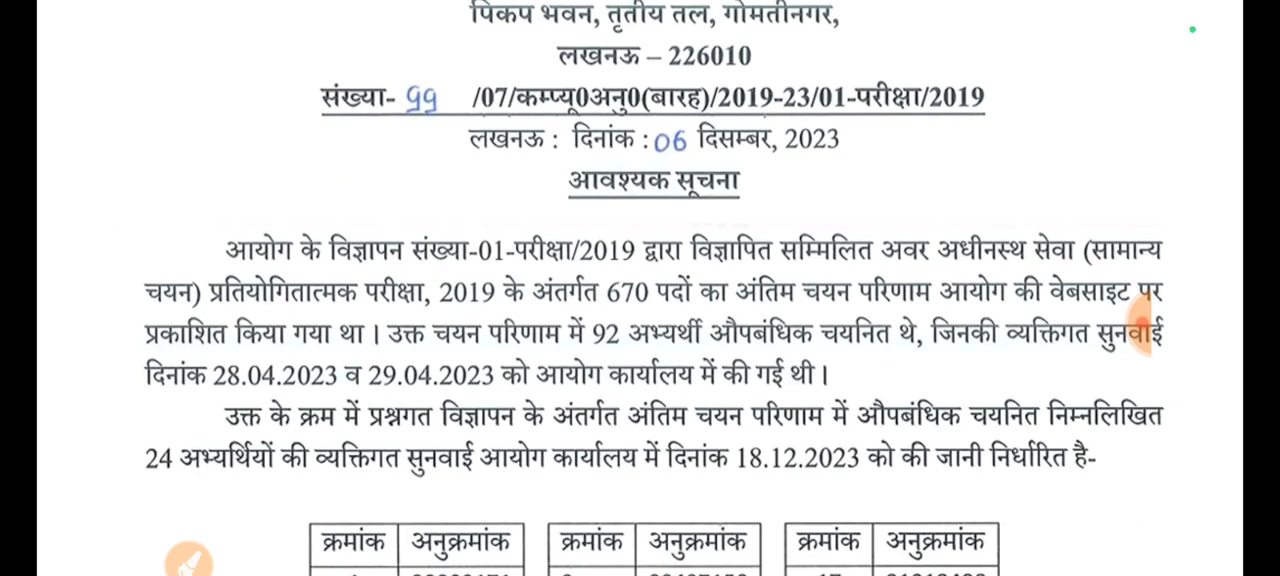 पिकप भवन, तृतीय तल, गोमतीनगर,
लखनऊ – 226010
संख्या- 99 /07/कम्प्यू0अनु0(बारह)/2019-23/01-परीक्षा/2019
लखनऊ : दिनांक : 06 दिसम्बर, 2023
आवश्यक सूचना
आयोग के विज्ञापन संख्या-01-परीक्षा/2019 द्वारा विज्ञापित सम्मिलित अवर अधीनस्थ सेवा (सामान्य
चयन) प्रतियोगितात्मक परीक्षा, 2019 के अंतर्गत 670 पदों का अंतिम चयन परिणाम आयोग की वेबसाइट पर
प्रकाशित किया गया था। उक्त चयन परिणाम में 92 अभ्यर्थी औपबंधिक चयनित थे, जिनकी व्यक्तिगत सुनवाई
दिनांक 28.04.2023 व 29.04.2023 को आयोग कार्यालय में की गई थी।
उक्त के क्रम में प्रश्नगत विज्ञापन के अंतर्गत अंतिम चयन परिणाम में औपबंधिक चयनित निम्नलिखित
24 अभ्यर्थियों की व्यक्तिगत सुनवाई आयोग कार्यालय में दिनांक 18.12.2023 को की जानी निर्धारित है-
क्रमांक अनुक्रमांक क्रमांक अनुक्रमांक क्रमांक अनुक्रमांक